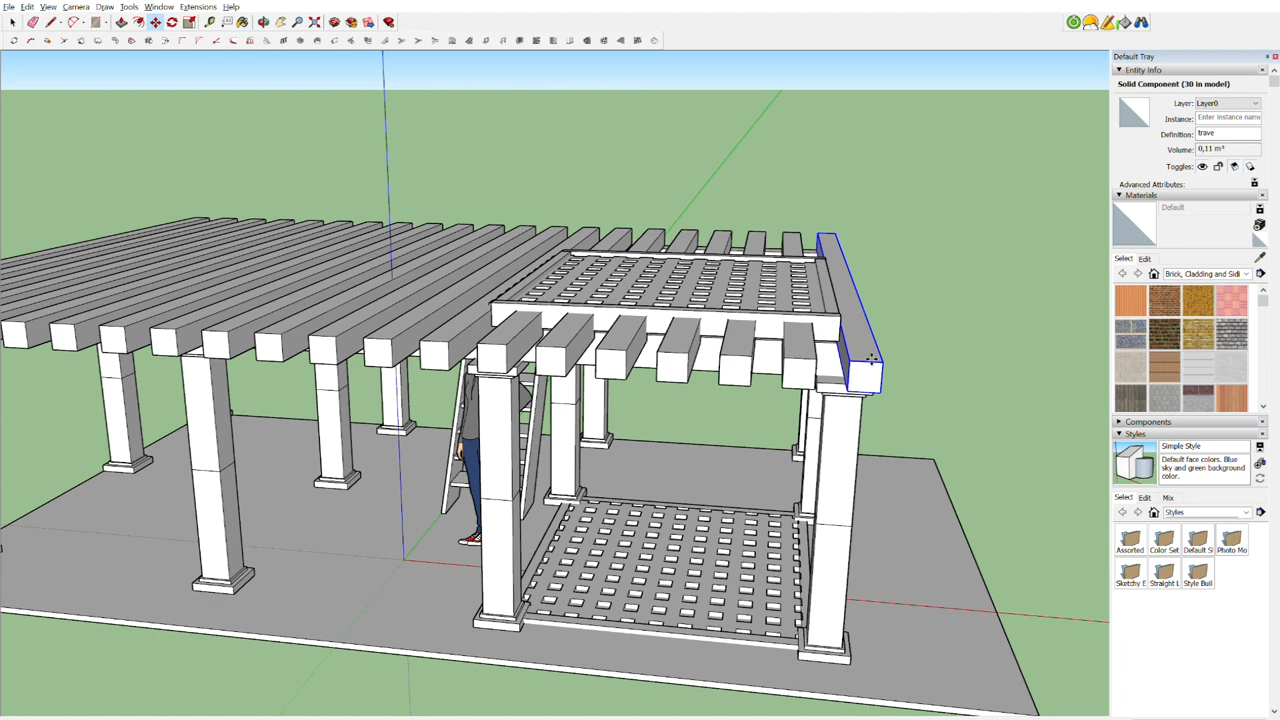 File Edit View Camera Draw Tools Window Extensions Help
Default Tray
Entity Info
Solid Component (30 in model)
Layer: Layer0
Instance: Enter instance name
Definition: trave
Volume: 0,11 m³
Toggles:
Advanced Attributes:
Materials
Default
Select Edit
Brick, Cladding and Sidi
Components
Styles
Simple Style
Default face colors. Blue
sky and green background
color.
Select Edit Mix
Styles
Assorted Color Set Default S Photo Mo
Sketchy E Straight L Style Buil